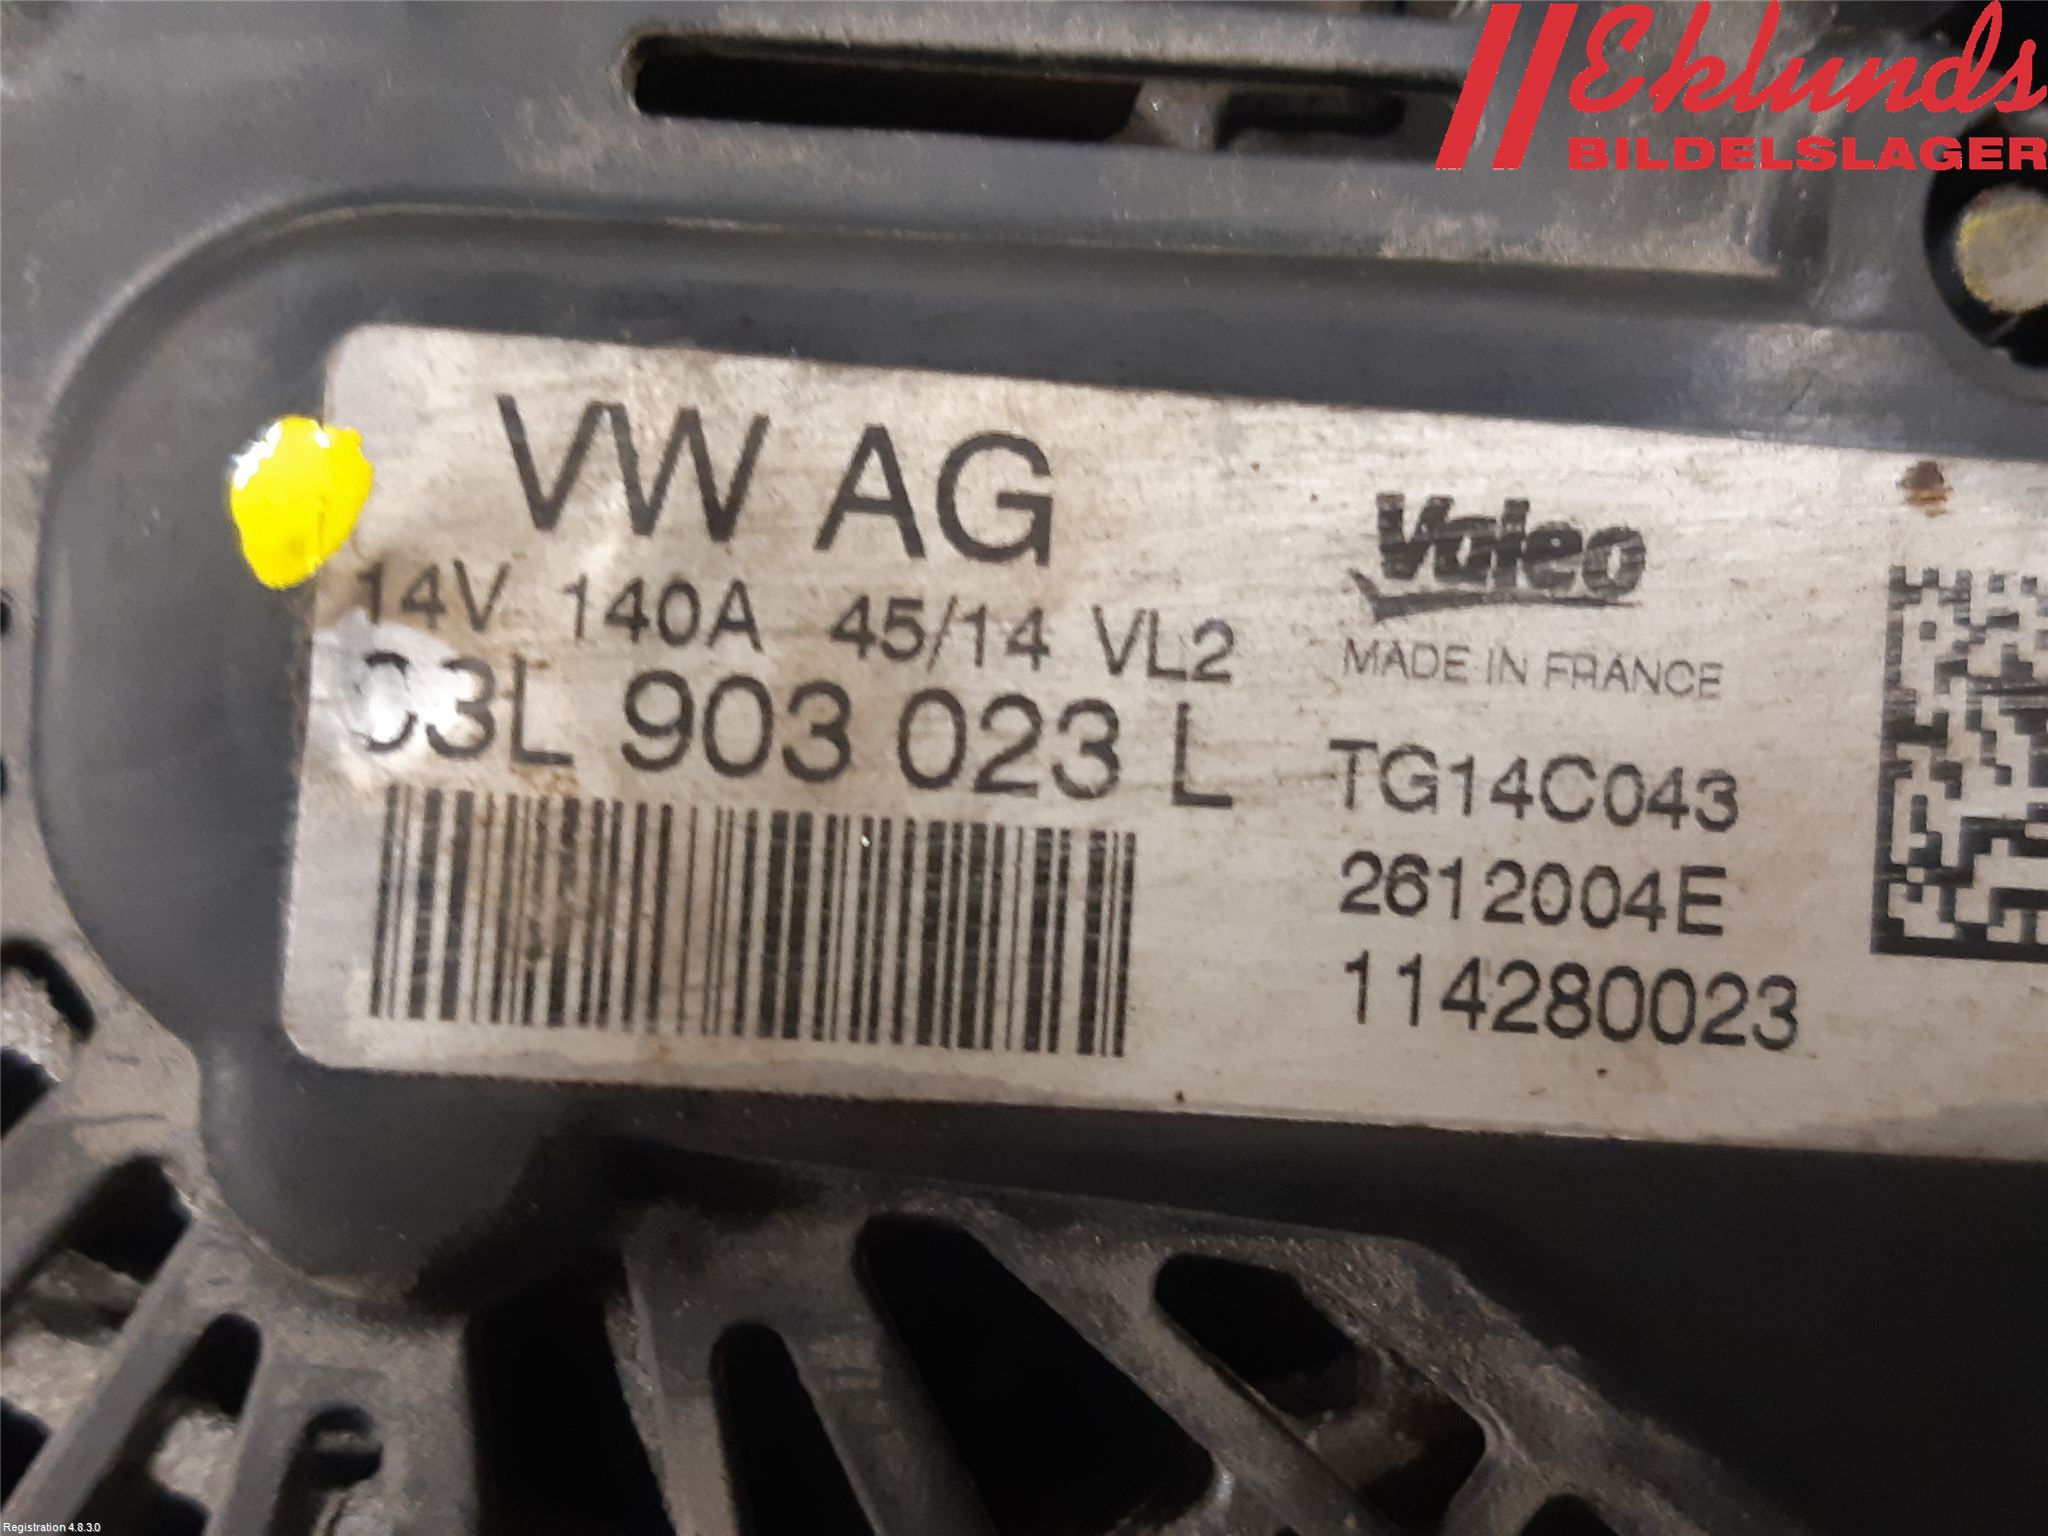 Eklunds
BILDELSLAGER
VW AG
14V 140A 45/14 VL2
03L 903 023 L
Valeo
MADE IN FRANCE
TG14C043
2612004E
114280023
Registration 4.8.3.0